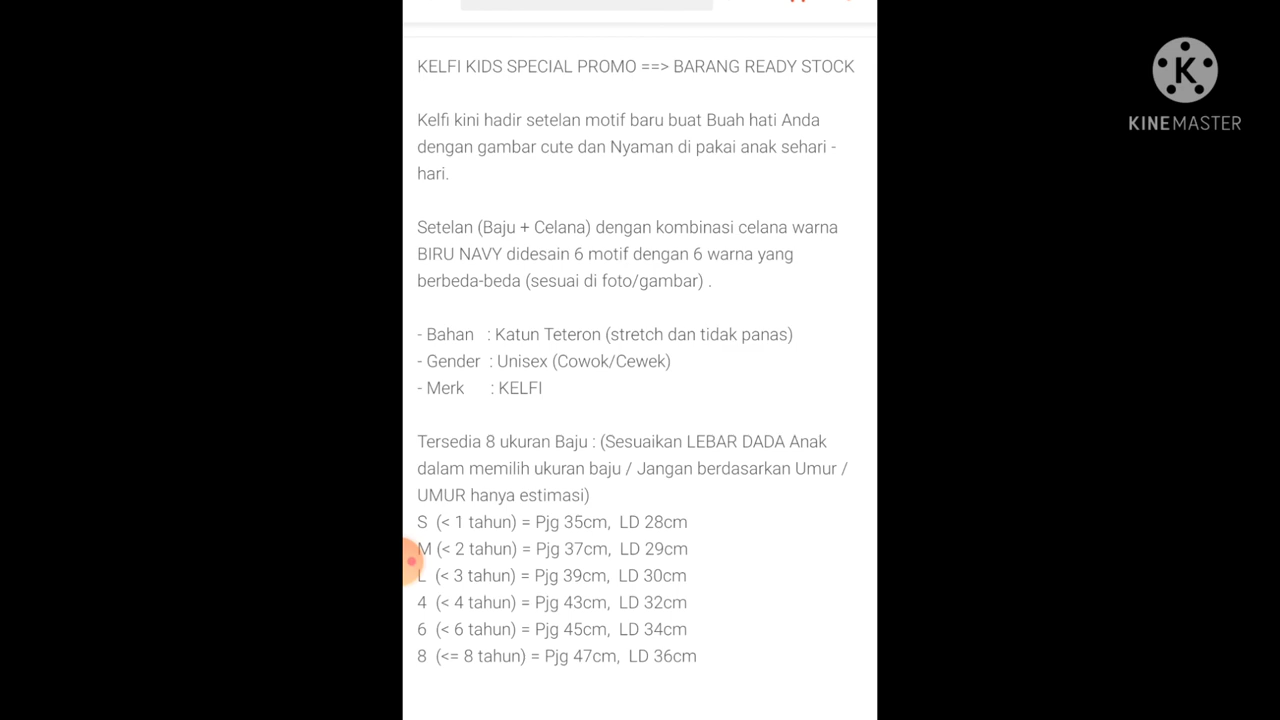 KELFI KIDS SPECIAL PROMO ==> BARANG READY STOCK
Kelfi kini hadir setelan motif baru buat Buah hati Anda
dengan gambar cute dan Nyaman di pakai anak sehari -
hari.
Setelan (Baju + Celana) dengan kombinasi celana warna
BIRU NAVY didesain 6 motif dengan 6 warna yang
berbeda-beda (sesuai di foto/gambar) .
- Bahan : Katun Teteron (stretch dan tidak panas)
- Gender : Unisex (Cowok/Cewek)
- Merk : KELFI
Tersedia 8 ukuran Baju : (Sesuaikan LEBAR DADA Anak
dalam memilih ukuran baju / Jangan berdasarkan Umur /
UMUR hanya estimasi)
S (< 1 tahun) = Pjg 35cm, LD 28cm
M (< 2 tahun) = Pjg 37cm, LD 29cm
L (< 3 tahun) = Pjg 39cm, LD 30cm
4 (< 4 tahun) = Pjg 43cm, LD 32cm
6 (< 6 tahun) = Pjg 45cm, LD 34cm
8 (<= 8 tahun) = Pjg 47cm, LD 36cm
K
KINEMASTER